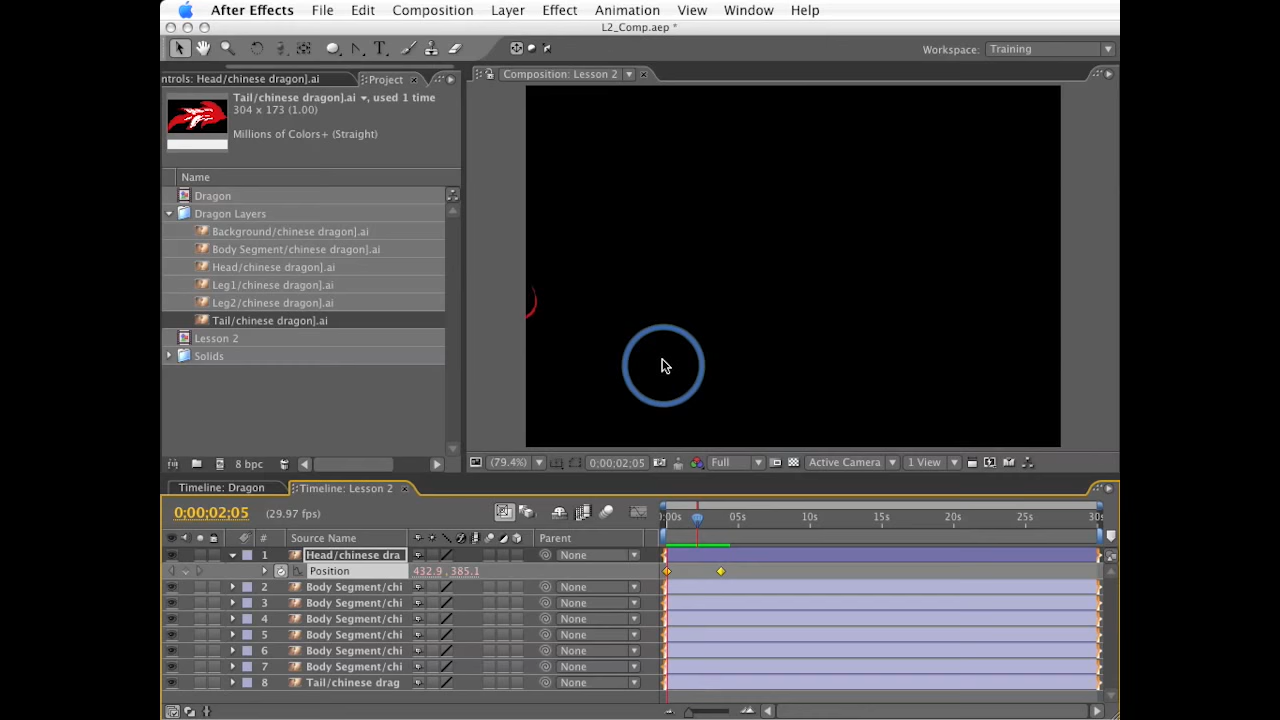 After Effects File Edit Composition Layer Effect Animation View Window Help
L2_Comp.aep *
Workspace: Training
ntrols: Head/chinese dragon].ai Project
Composition: Lesson 2
Tail/chinese dragon].ai , used 1 time
304 x 173 (1.00)
Millions of Colors+ (Straight)
Name
Dragon
Dragon Layers
Background/chinese dragon].ai
Body Segment/chinese dragon].ai
Head/chinese dragon].ai
Leg1/chinese dragon].ai
Leg2/chinese dragon].ai
Tail/chinese dragon].ai
Lesson 2
Solids
8 bpc
(79.4%) 0;00;02;05 Full Active Camera 1 View
Timeline: Dragon Timeline: Lesson 2
0;00;02;05 (29.97 fps)
:00s 05s 10s 15s 20s 25s 30s
# Source Name Parent
1 Head/chinese dra None
Position 432.9 , 385.1
2 Body Segment/chi None
3 Body Segment/chi None
4 Body Segment/chi None
5 Body Segment/chi None
6 Body Segment/chi None
7 Body Segment/chi None
8 Tail/chinese drag None